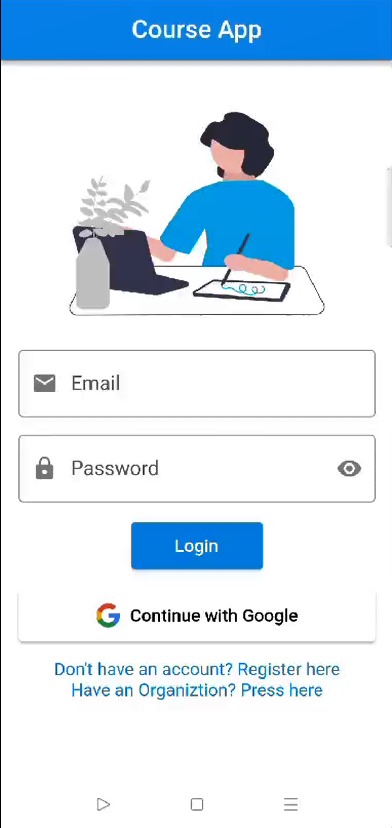 Course App
Email
Password
Login
Continue with Google
Don't have an account? Register here
Have an Organiztion? Press here